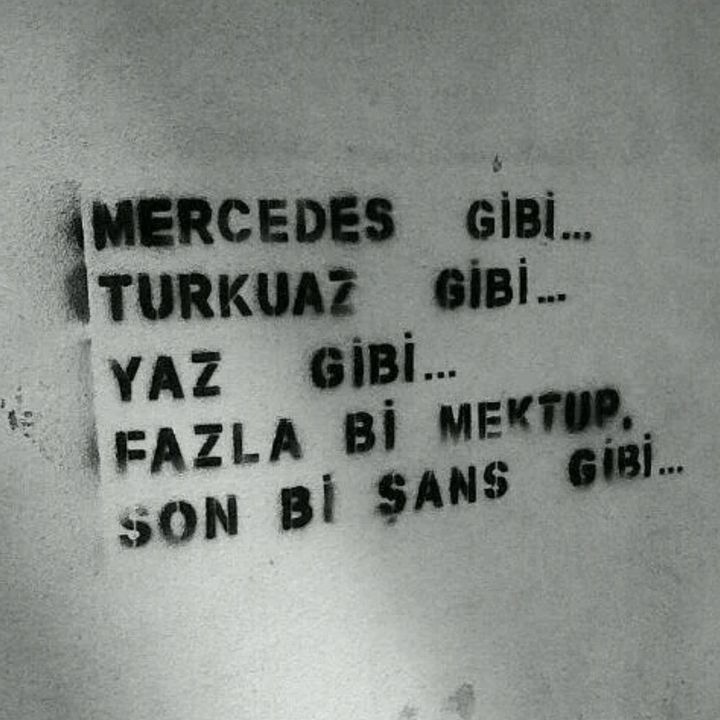 MERCEDES GİBİ...
TURKUAZ GİBİ...
YAZ GİBİ...
FAZLA Bİ MEKTUP,
SON Bİ ŞANS GİBİ...